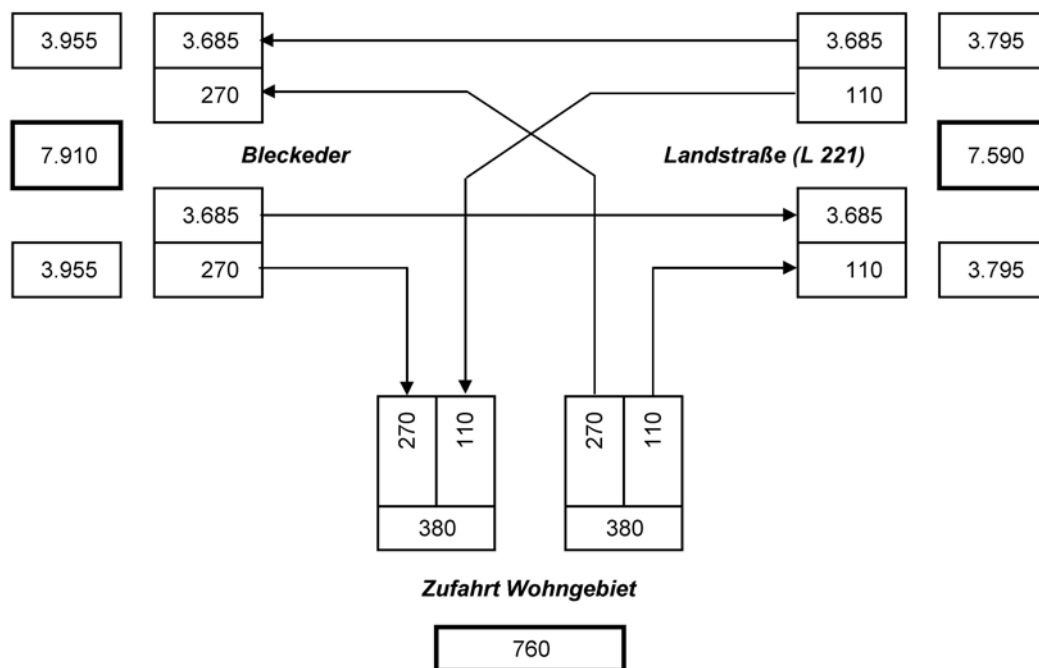 3.955 3.685 3.685 3.795
270 110
7.910 Bleckeder Landstraße (L 221) 7.590
3.685 3.685
3.955 270 110 3.795
270 110 270 110
380 380
Zufahrt Wohngebiet
760